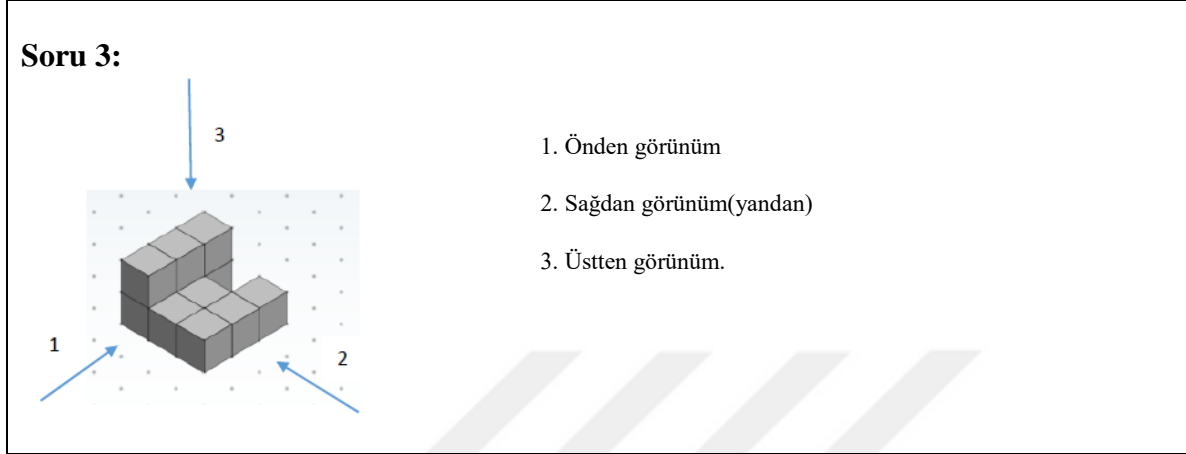 Soru 3:
3
1. Önden görünüm
2. Sağdan görünüm(yandan)
3. Üstten görünüm.
1
2